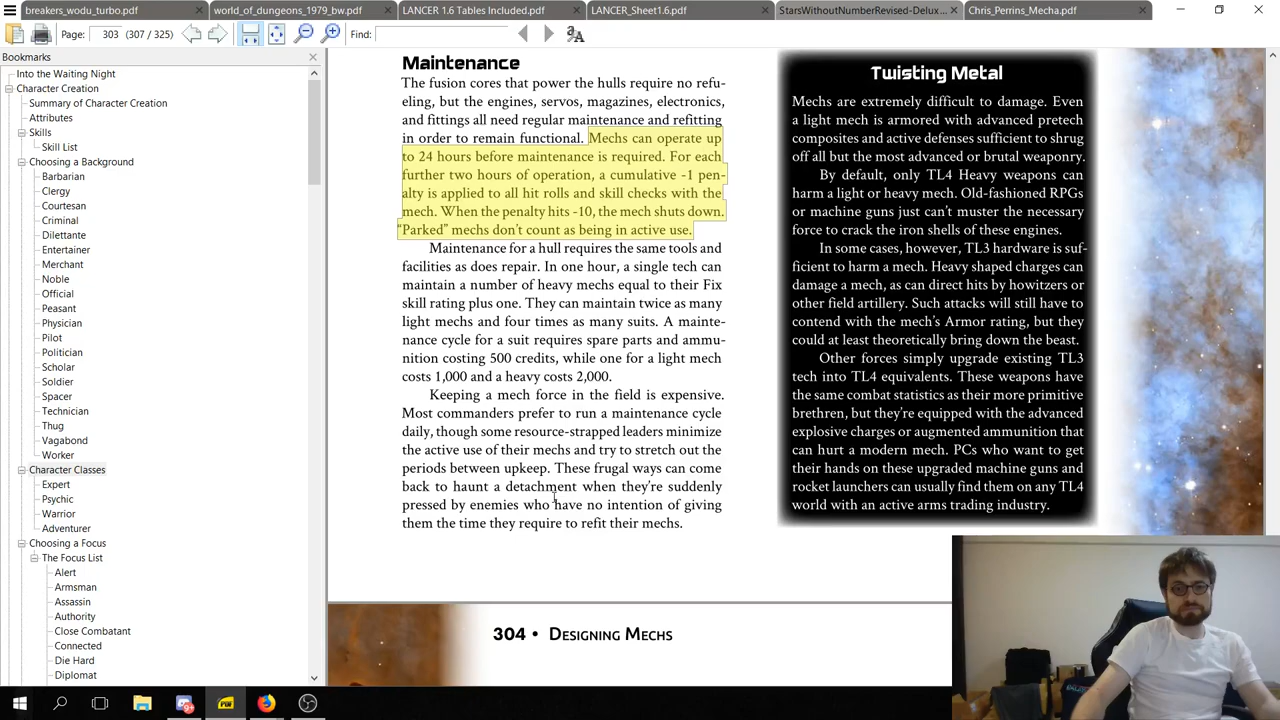 breakers_wodu_turbo.pdf
world_of_dungeons_1979_bw.pdf
LANCER 1.6 Tables Included.pdf
LANCER_Sheet1.6.pdf
StarsWithoutNumberRevised-Delux...
Chris_Perrins_Mecha.pdf
Page: 303 (307 / 325)
Find:
Bookmarks
Into the Waiting Night
Character Creation
Summary of Character Creation
Attributes
Skills
Skill List
Choosing a Background
Barbarian
Clergy
Courtesan
Criminal
Dilettante
Entertainer
Merchant
Noble
Official
Peasant
Physician
Pilot
Politician
Scholar
Soldier
Spacer
Technician
Thug
Vagabond
Worker
Character Classes
Expert
Psychic
Warrior
Adventurer
Choosing a Focus
The Focus List
Alert
Armsman
Assassin
Authority
Close Combatant
Connected
Die Hard
Diplomat
Maintenance
The fusion cores that power the hulls require no refu-
eling, but the engines, servos, magazines, electronics,
and fittings all need regular maintenance and refitting
in order to remain functional. Mechs can operate up
to 24 hours before maintenance is required. For each
further two hours of operation, a cumulative -1 pen-
alty is applied to all hit rolls and skill checks with the
mech. When the penalty hits -10, the mech shuts down.
“Parked” mechs don’t count as being in active use.
Maintenance for a hull requires the same tools and
facilities as does repair. In one hour, a single tech can
maintain a number of heavy mechs equal to their Fix
skill rating plus one. They can maintain twice as many
light mechs and four times as many suits. A mainte-
nance cycle for a suit requires spare parts and ammu-
nition costing 500 credits, while one for a light mech
costs 1,000 and a heavy costs 2,000.
Keeping a mech force in the field is expensive.
Most commanders prefer to run a maintenance cycle
daily, though some resource-strapped leaders minimize
the active use of their mechs and try to stretch out the
periods between upkeep. These frugal ways can come
back to haunt a detachment when they’re suddenly
pressed by enemies who have no intention of giving
them the time they require to refit their mechs.
Twisting Metal
Mechs are extremely difficult to damage. Even
a light mech is armored with advanced pretech
composites and active defenses sufficient to shrug
off all but the most advanced or brutal weaponry.
By default, only TL4 Heavy weapons can
harm a light or heavy mech. Old-fashioned RPGs
or machine guns just can’t muster the necessary
force to crack the iron shells of these engines.
In some cases, however, TL3 hardware is suf-
ficient to harm a mech. Heavy shaped charges can
damage a mech, as can direct hits by howitzers or
other field artillery. Such attacks will still have to
contend with the mech’s Armor rating, but they
could at least theoretically bring down the beast.
Other forces simply upgrade existing TL3
tech into TL4 equivalents. These weapons have
the same combat statistics as their more primitive
brethren, but they’re equipped with the advanced
explosive charges or augmented ammunition that
can hurt a modern mech. PCs who want to get
their hands on these upgraded machine guns and
rocket launchers can usually find them on any TL4
world with an active arms trading industry.
304 • Designing Mechs